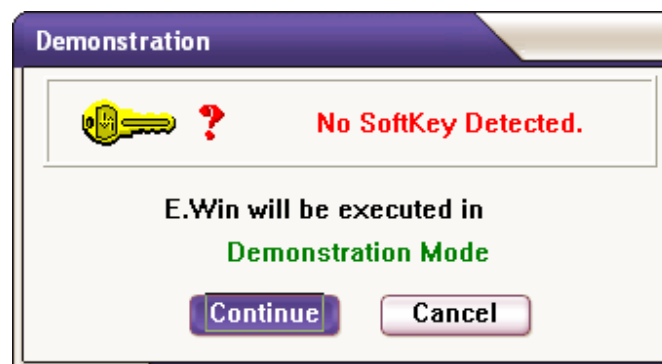 Demonstration
? No SoftKey Detected.
E.Win will be executed in
Demonstration Mode
Continue Cancel